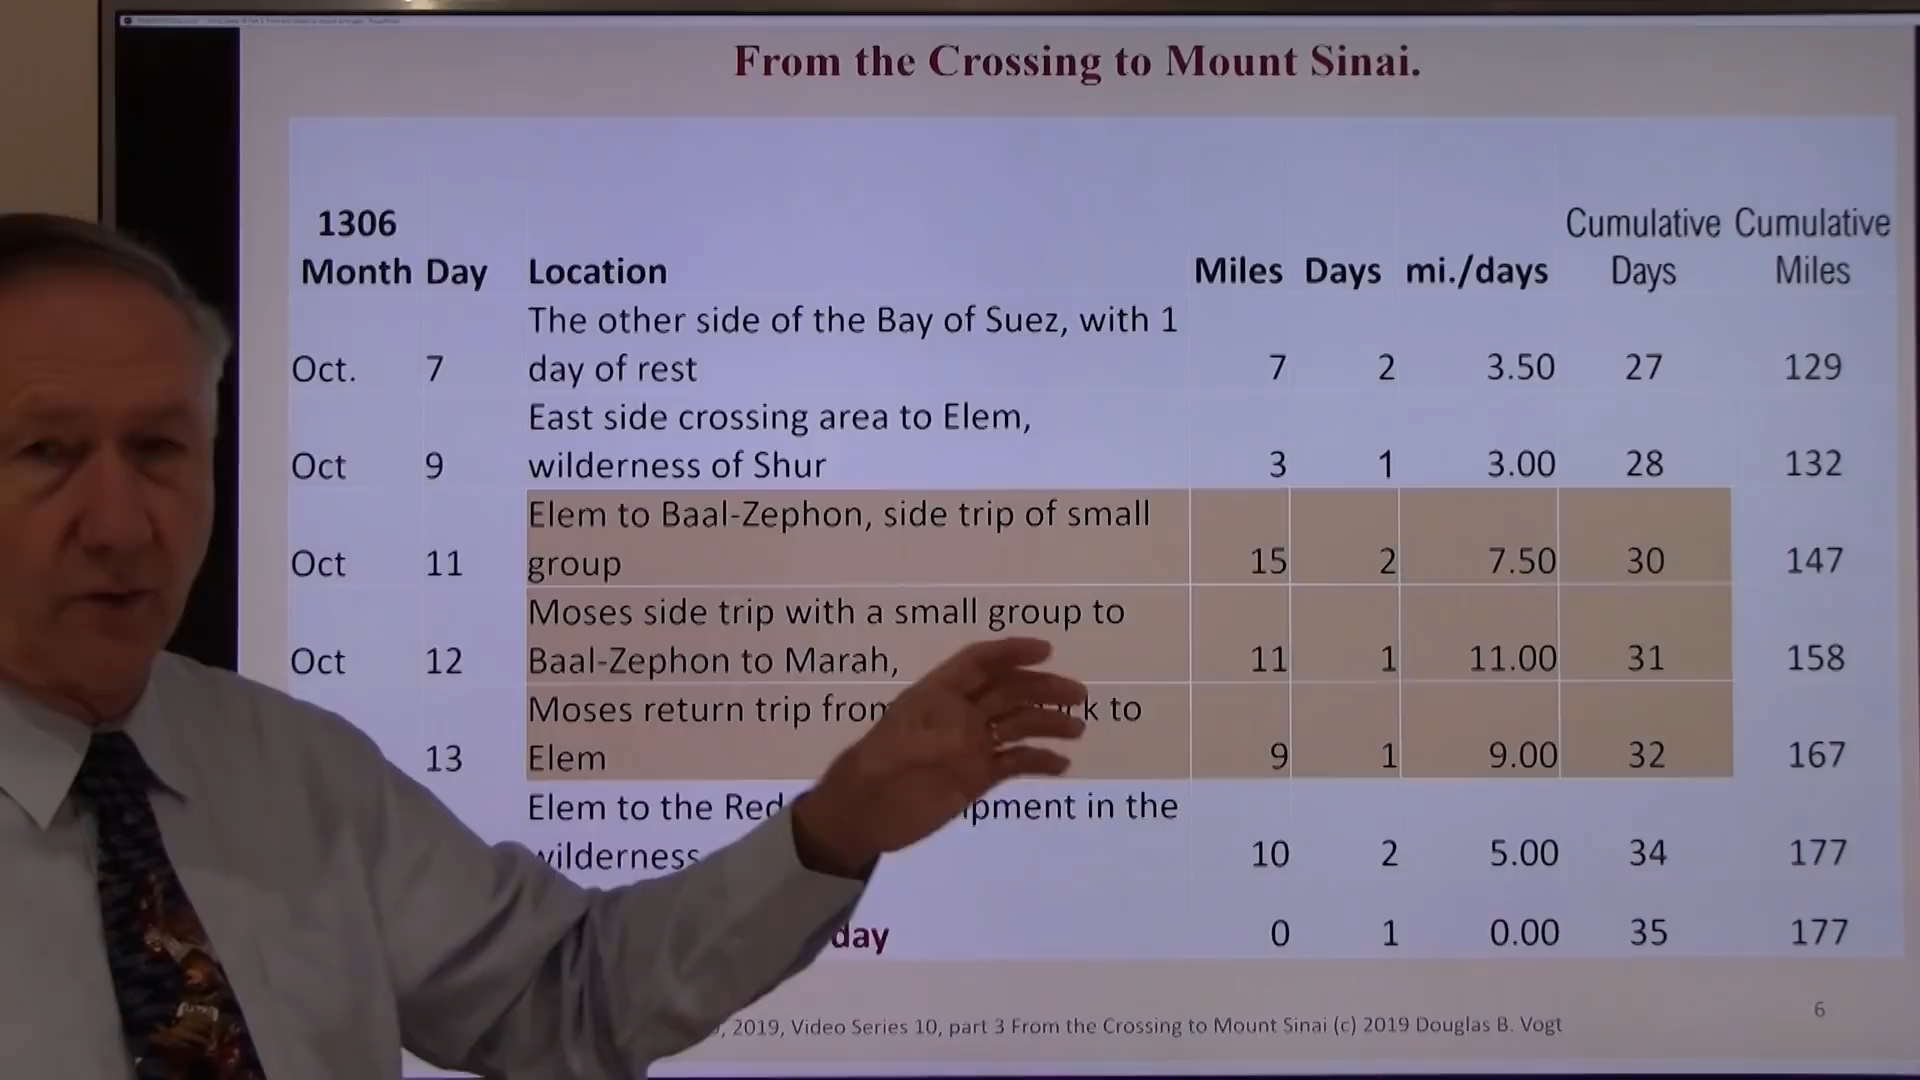 From the Crossing to Mount Sinai.
1306 Cumulative Cumulative
Month Day Location Miles Days mi./days Days Miles
The other side of the Bay of Suez, with 1
Oct. 7 day of rest 7 2 3.50 27 129
East side crossing area to Elem,
Oct 9 wilderness of Shur 3 1 3.00 28 132
Elem to Baal-Zephon, side trip of small
Oct 11 group 15 2 7.50 30 147
Moses side trip with a small group to
Oct 12 Baal-Zephon to Marah, 11 1 11.00 31 158
Moses return trip from to
13 Elem 9 1 9.00 32 167
Elem to the Red in the
wilderness 10 2 5.00 34 177
day 0 1 0.00 35 177
, 2019, Video Series 10, part 3 From the Crossing to Mount Sinai (c) 2019 Douglas B. Vogt
6